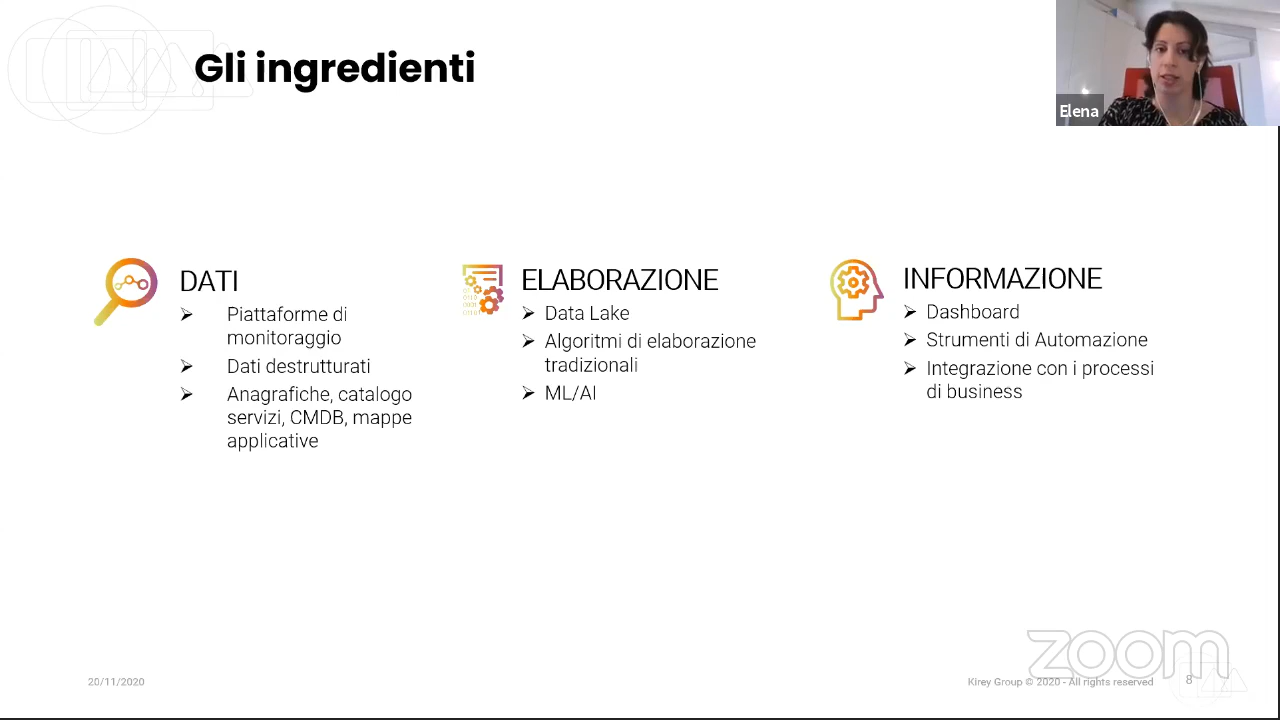 Gli ingredienti
Elena
DATI
Piattaforme di
monitoraggio
Dati destrutturati
Anagrafiche, catalogo
servizi, CMDB, mappe
applicative
ELABORAZIONE
Data Lake
Algoritmi di elaborazione
tradizionali
ML/AI
INFORMAZIONE
Dashboard
Strumenti di Automazione
Integrazione con i processi
di business
zoom
20/11/2020
Kirey Group © 2020 - All rights reserved
8